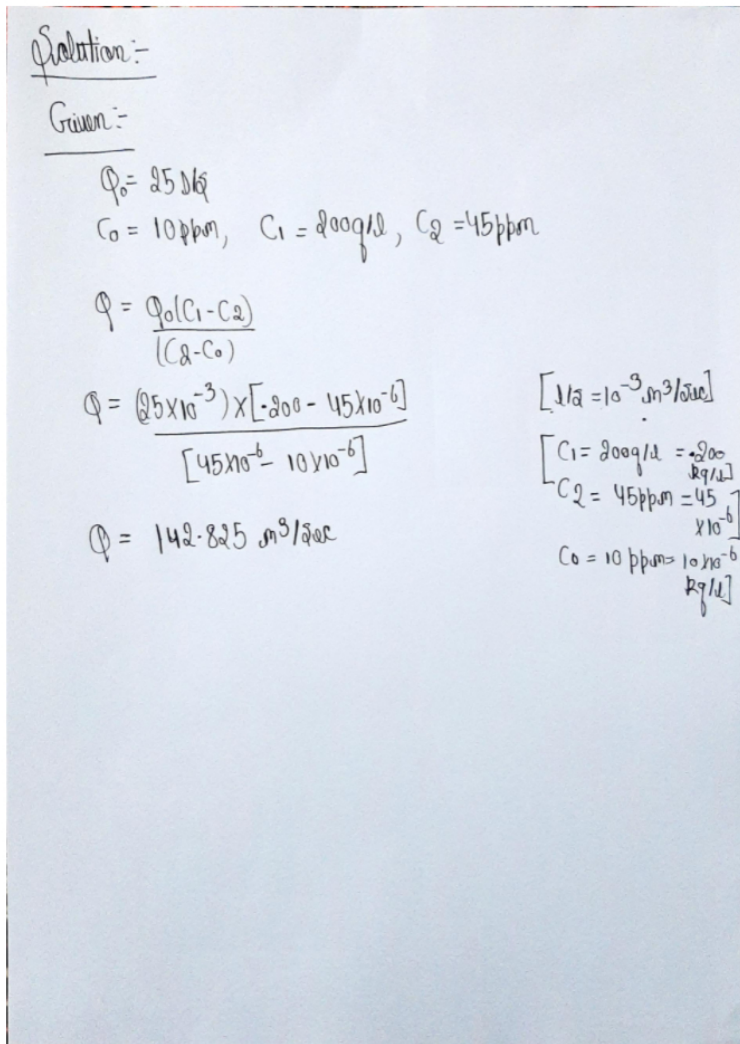 Solution :-
Given :-
Q₀ = 25 l/s
C₀ = 10 ppm, C₁ = 200g/l, C₂ = 45ppm
Q = Q₀(C₁-C₂)
(C₂-C₀)
Q = (25×10⁻³)×[.200 - 45×10⁻⁶]
[45×10⁻⁶ - 10×10⁻⁶]
Q = 142.825 m³/sec
[l/s = 10⁻³ m³/sec]
[C₁ = 200g/l = .200
kg/l]
C₂ = 45ppm = 45
×10⁻⁶]
C₀ = 10 ppm = 10×10⁻⁶
kg/l]